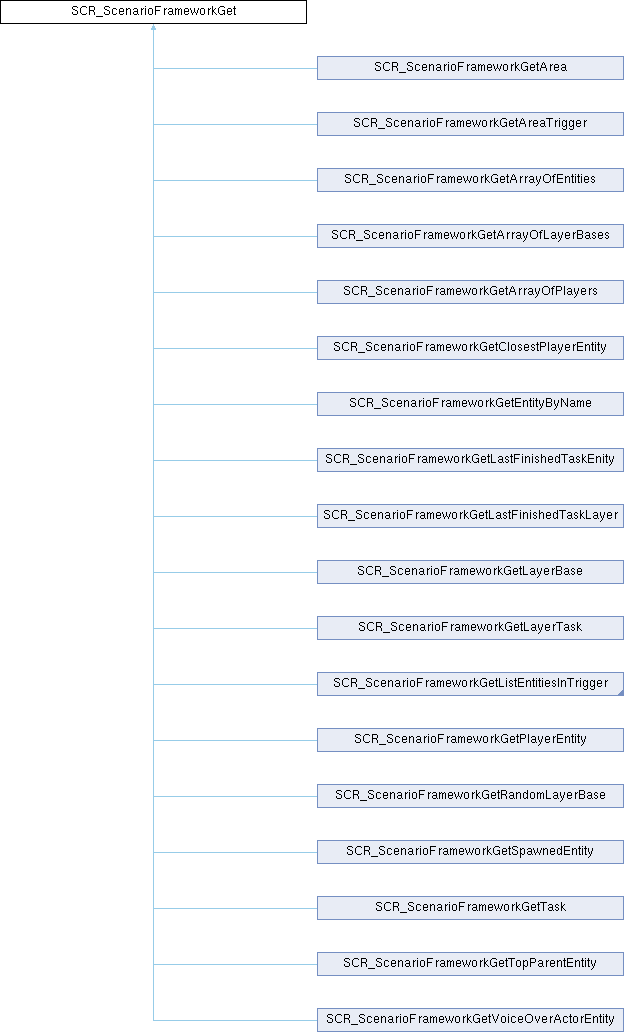 SCR_ScenarioFrameworkGet
SCR_ScenarioFrameworkGetArea
SCR_ScenarioFrameworkGetAreaTrigger
SCR_ScenarioFrameworkGetArrayOfEntities
SCR_ScenarioFrameworkGetArrayOfLayerBases
SCR_ScenarioFrameworkGetArrayOfPlayers
SCR_ScenarioFrameworkGetClosestPlayerEntity
SCR_ScenarioFrameworkGetEntityByName
SCR_ScenarioFrameworkGetLastFinishedTaskEnity
SCR_ScenarioFrameworkGetLastFinishedTaskLayer
SCR_ScenarioFrameworkGetLayerBase
SCR_ScenarioFrameworkGetLayerTask
SCR_ScenarioFrameworkGetListEntitiesInTrigger
SCR_ScenarioFrameworkGetPlayerEntity
SCR_ScenarioFrameworkGetRandomLayerBase
SCR_ScenarioFrameworkGetSpawnedEntity
SCR_ScenarioFrameworkGetTask
SCR_ScenarioFrameworkGetTopParentEntity
SCR_ScenarioFrameworkGetVoiceOverActorEntity